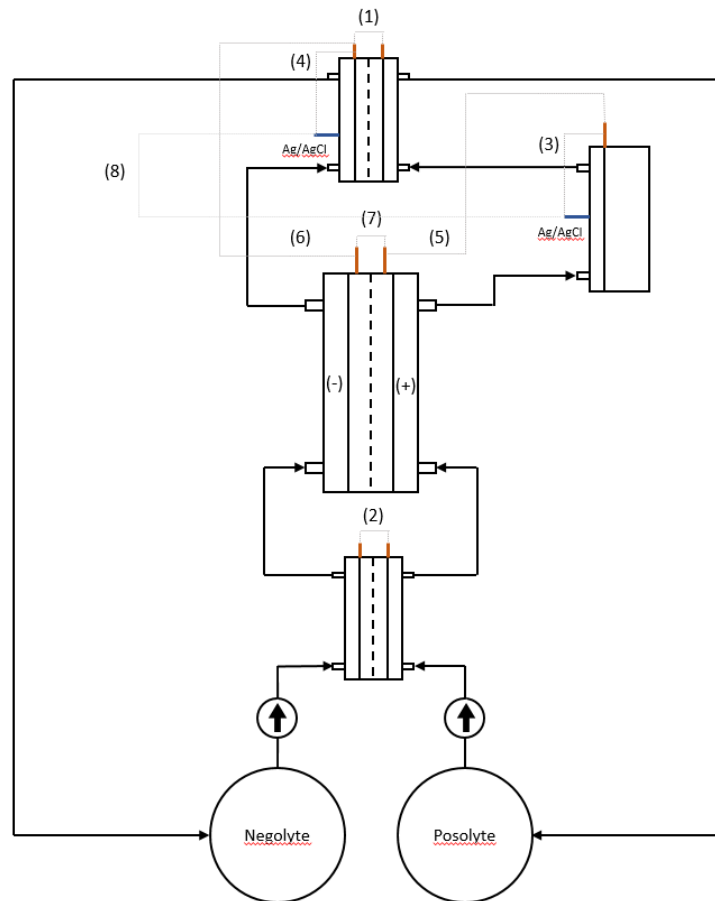 (1)
(4)
(3)
Ag/AgCl
(8)
(7)
Ag/AgCl
(6)
(5)
(-)
(+)
(2)
Negolyte
Posolyte